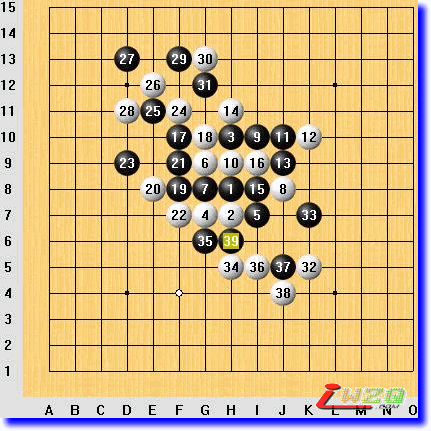 15
14
13 27 29 30
12 26 31
11 28 25 24 14
10 17 18 3 9 11 12
9 23 21 6 10 16 13
8 20 19 7 1 15 8
7 22 4 2 5 33
6 35 39
5 34 36 37 32
4 38
3
2
1
A B C D E F G H I J K L M N O
iWZQ
.COM